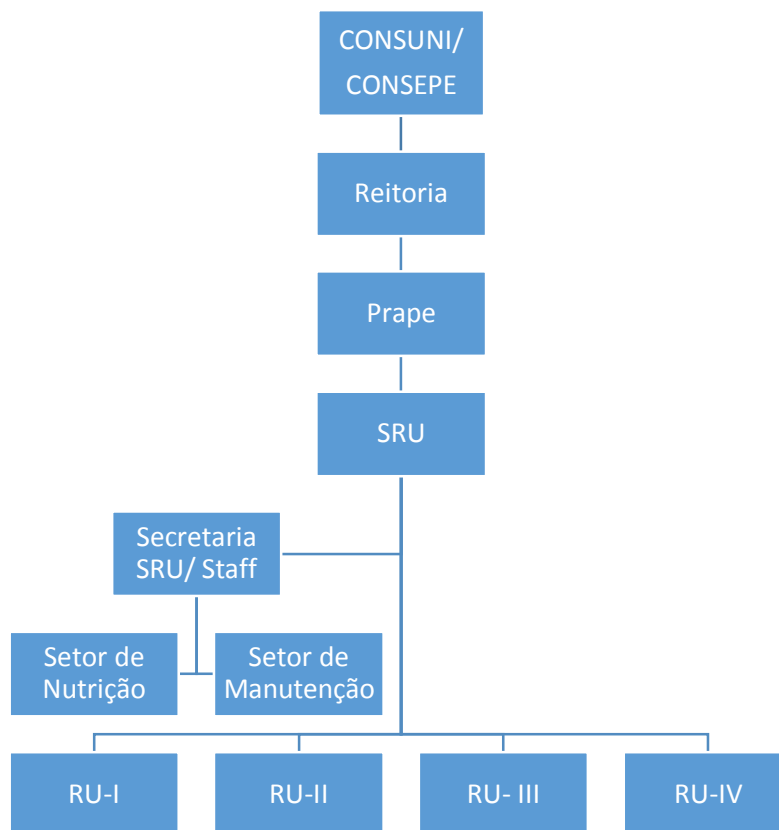 CONSUNI/
CONSEPE
Reitoria
Prape
SRU
Secretaria
SRU/ Staff
Setor de
Nutrição
Setor de
Manutenção
RU-I
RU-II
RU- III
RU-IV